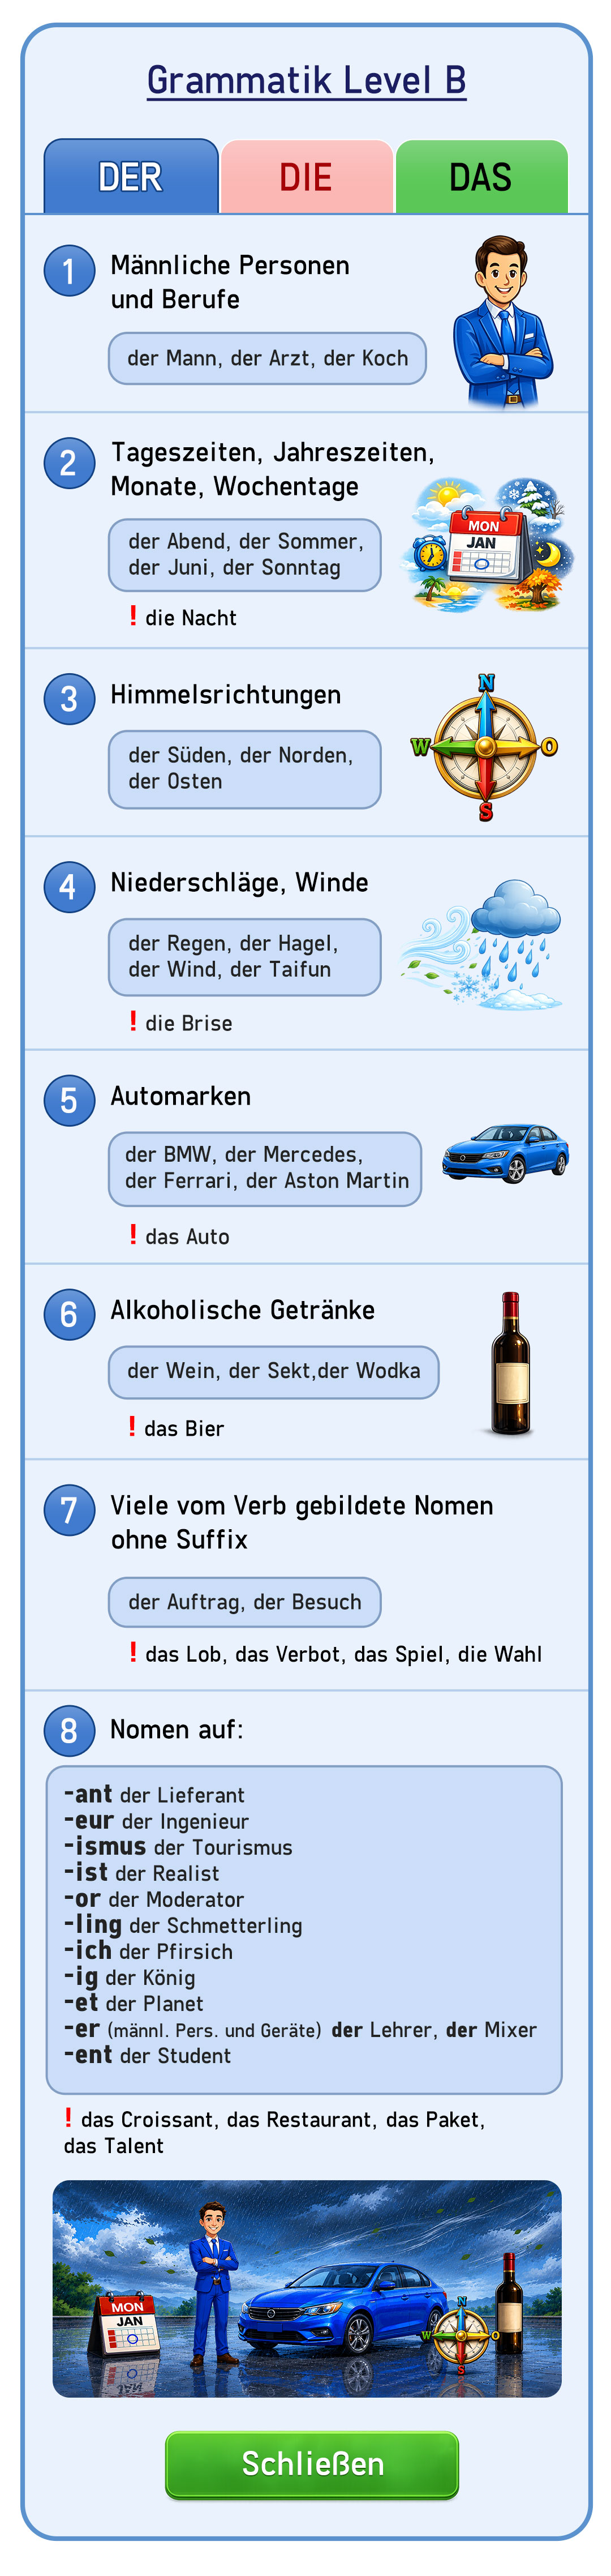 Grammatik Level B
DER DIE DAS
1 Männliche Personen
und Berufe
der Mann, der Arzt, der Koch
2 Tageszeiten, Jahreszeiten,
Monate, Wochentage
der Abend, der Sommer,
der Juni, der Sonntag
! die Nacht
MON
JAN
3 Himmelsrichtungen
der Süden, der Norden,
der Osten
N
W O
S
4 Niederschläge, Winde
der Regen, der Hagel,
der Wind, der Taifun
! die Brise
5 Automarken
der BMW, der Mercedes,
der Ferrari, der Aston Martin
! das Auto
6 Alkoholische Getränke
der Wein, der Sekt,der Wodka
! das Bier
7 Viele vom Verb gebildete Nomen
ohne Suffix
der Auftrag, der Besuch
! das Lob, das Verbot, das Spiel, die Wahl
8 Nomen auf:
-ant der Lieferant
-eur der Ingenieur
-ismus der Tourismus
-ist der Realist
-or der Moderator
-ling der Schmetterling
-ich der Pfirsich
-ig der König
-et der Planet
-er (männl. Pers. und Geräte) der Lehrer, der Mixer
-ent der Student
! das Croissant, das Restaurant, das Paket,
das Talent
MON
JAN
N
W O
S
Schließen